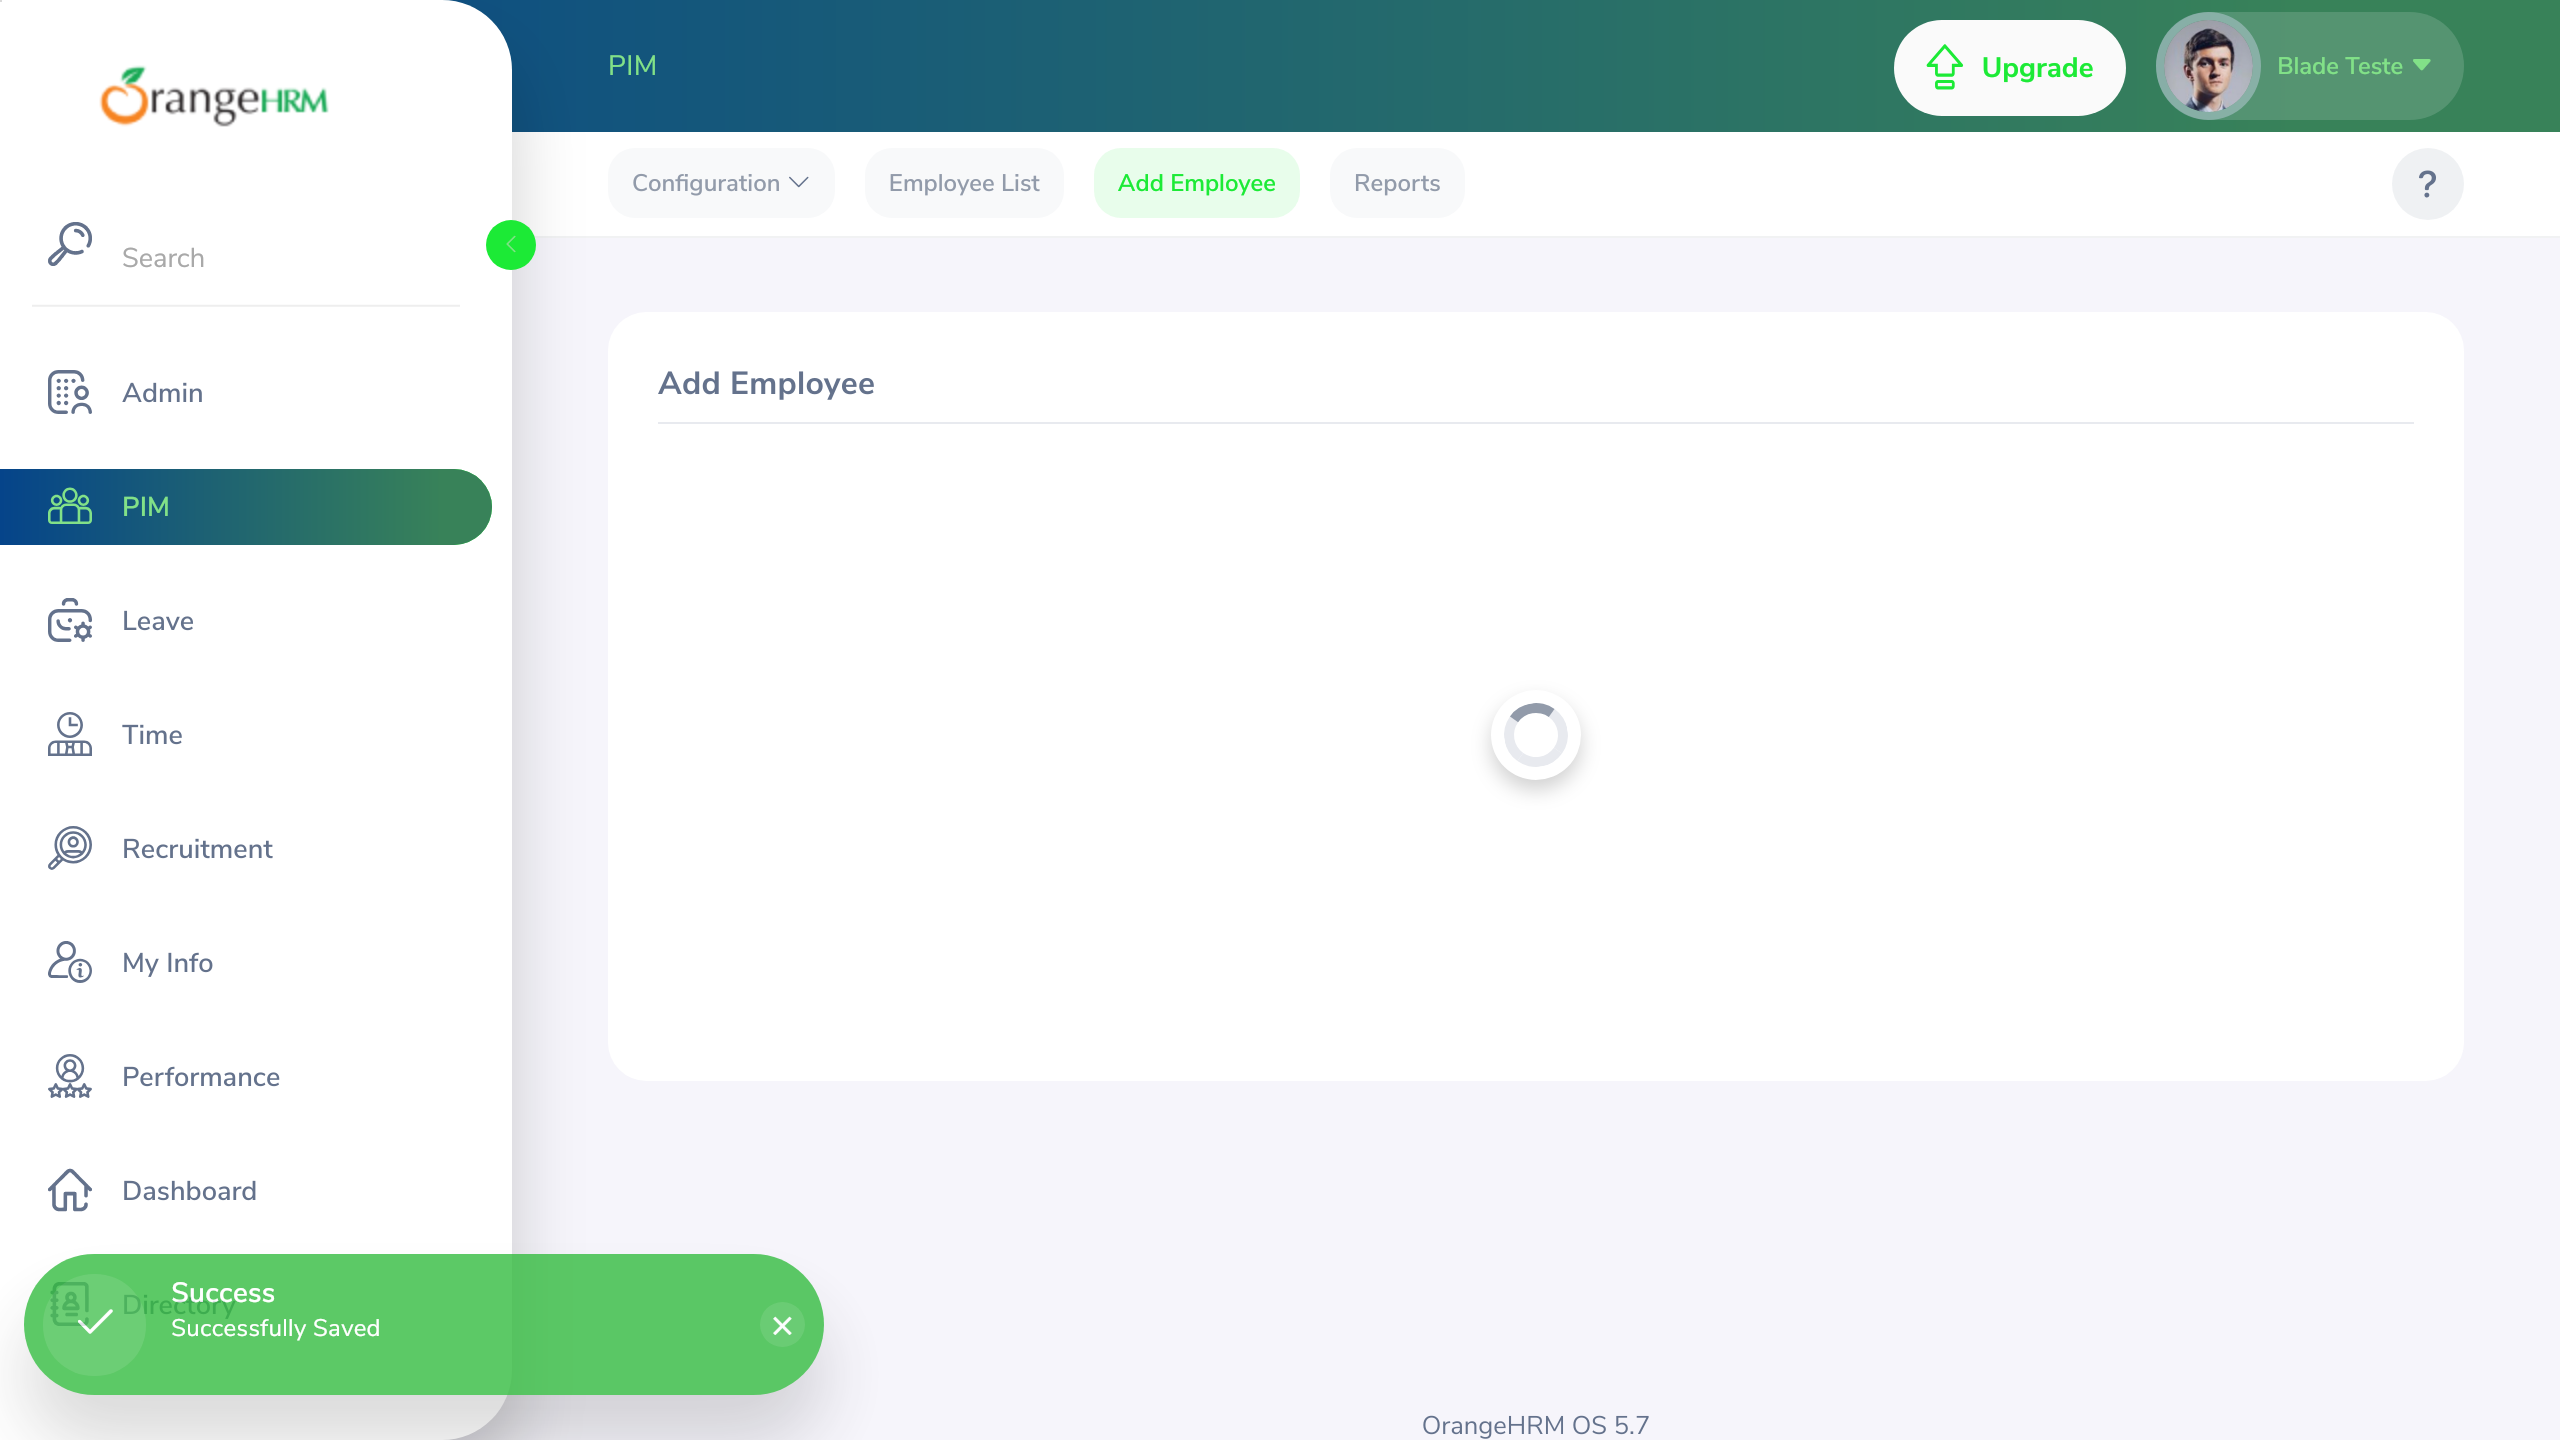 OrangeHRM
PIM
Upgrade
Blade Teste
Configuration
Employee List
Add Employee
Reports
?
Search
Add Employee
Admin
PIM
Leave
Time
Recruitment
My Info
Performance
Dashboard
Directory
Success
Successfully Saved
OrangeHRM OS 5.7